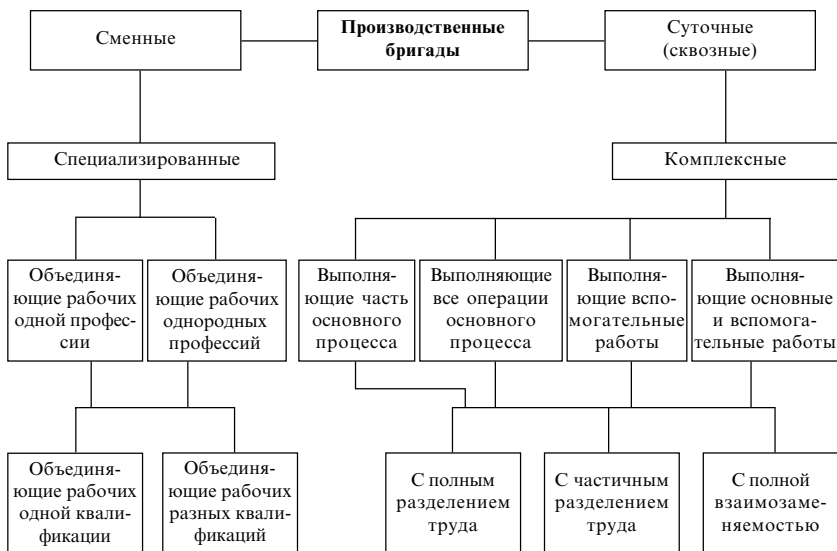 Сменные
Производственные
бригады
Суточные
(сквозные)
Специализированные
Комплексные
Объединя-
ющие рабочих
одной профес-
сии
Объединя-
ющие рабочих
однородных
профессий
Выполня-
ющие часть
основного
процесса
Выполняющие
все операции
основного
процесса
Выполня-
ющие вспо-
могательные
работы
Выполня-
ющие основные
и вспомога-
тельные работы
Объединя-
ющие рабочих
одной квали-
фикации
Объединя-
ющие рабочих
разных квали-
фикаций
С полным
разделением
труда
С частичным
разделением
труда
С полной
взаимозаме-
няемостью